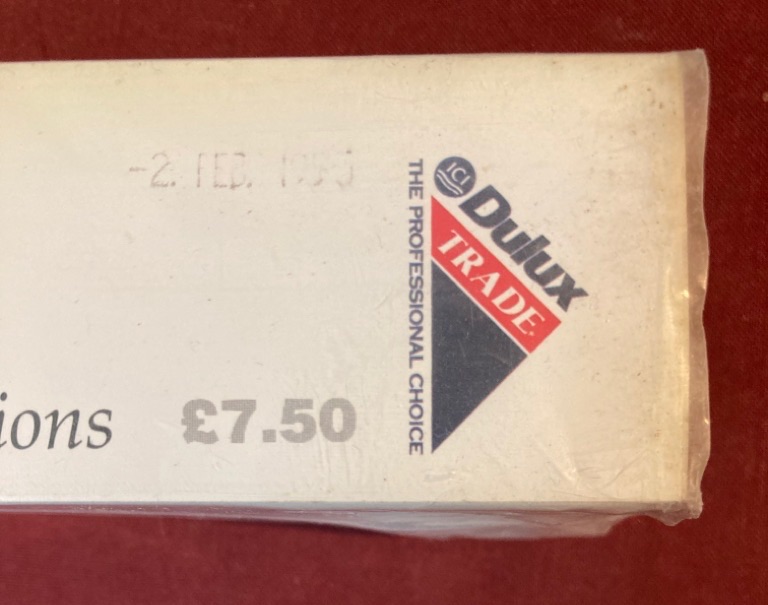 -2. FEB.
ICI
Dulux
TRADE
THE PROFESSIONAL CHOICE
ions
£7.50